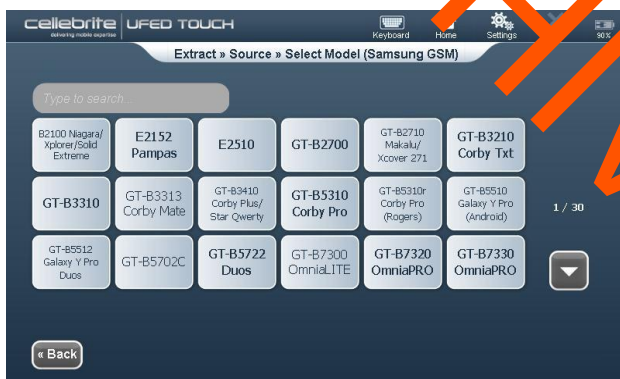 cellebrite UFED TOUCH
delivering mobile expertise
Keyboard Home Settings 90%
Extract » Source » Select Model (Samsung GSM)
Type to search...
B2100 Niagara/
Xplorer/Solid
Extreme
E2152
Pampas
E2510
GT-B2700
GT-B2710
Makalu/
Xcover 271
GT-B3210
Corby Txt
GT-B3310
GT-B3313
Corby Mate
GT-B3410
Corby Plus/
Star Qwerty
GT-B5310
Corby Pro
GT-B5310r
Corby Pro
(Rogers)
GT-B5510
Galaxy Y Pro
(Android)
1 / 30
GT-B5512
Galaxy Y Pro
Duos
GT-B5702C
GT-B5722
Duos
GT-B7300
OmniaLITE
GT-B7320
OmniaPRO
GT-B7330
OmniaPRO
« Back